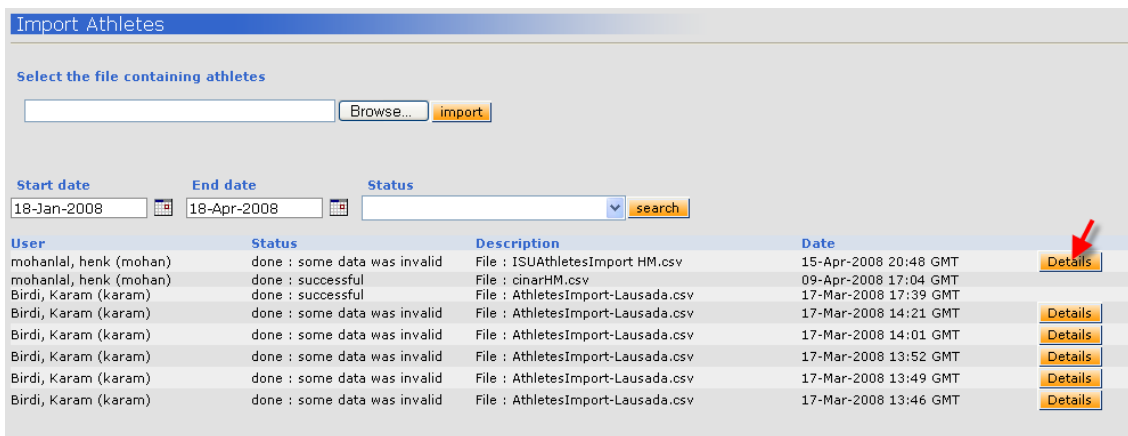 Import Athletes
Select the file containing athletes
Browse... import
Start date End date Status
18-Jan-2008 18-Apr-2008 search
User Status Description Date
mohanlal, henk (mohan) done : some data was invalid File : ISUAthletesImport HM.csv 15-Apr-2008 20:48 GMT Details
mohanlal, henk (mohan) done : successful File : cinarHM.csv 09-Apr-2008 17:04 GMT
Birdi, Karam (karam) done : successful File : AthletesImport-Lausada.csv 17-Mar-2008 17:39 GMT
Birdi, Karam (karam) done : some data was invalid File : AthletesImport-Lausada.csv 17-Mar-2008 14:21 GMT Details
Birdi, Karam (karam) done : some data was invalid File : AthletesImport-Lausada.csv 17-Mar-2008 14:01 GMT Details
Birdi, Karam (karam) done : some data was invalid File : AthletesImport-Lausada.csv 17-Mar-2008 13:52 GMT Details
Birdi, Karam (karam) done : some data was invalid File : AthletesImport-Lausada.csv 17-Mar-2008 13:49 GMT Details
Birdi, Karam (karam) done : some data was invalid File : AthletesImport-Lausada.csv 17-Mar-2008 13:46 GMT Details